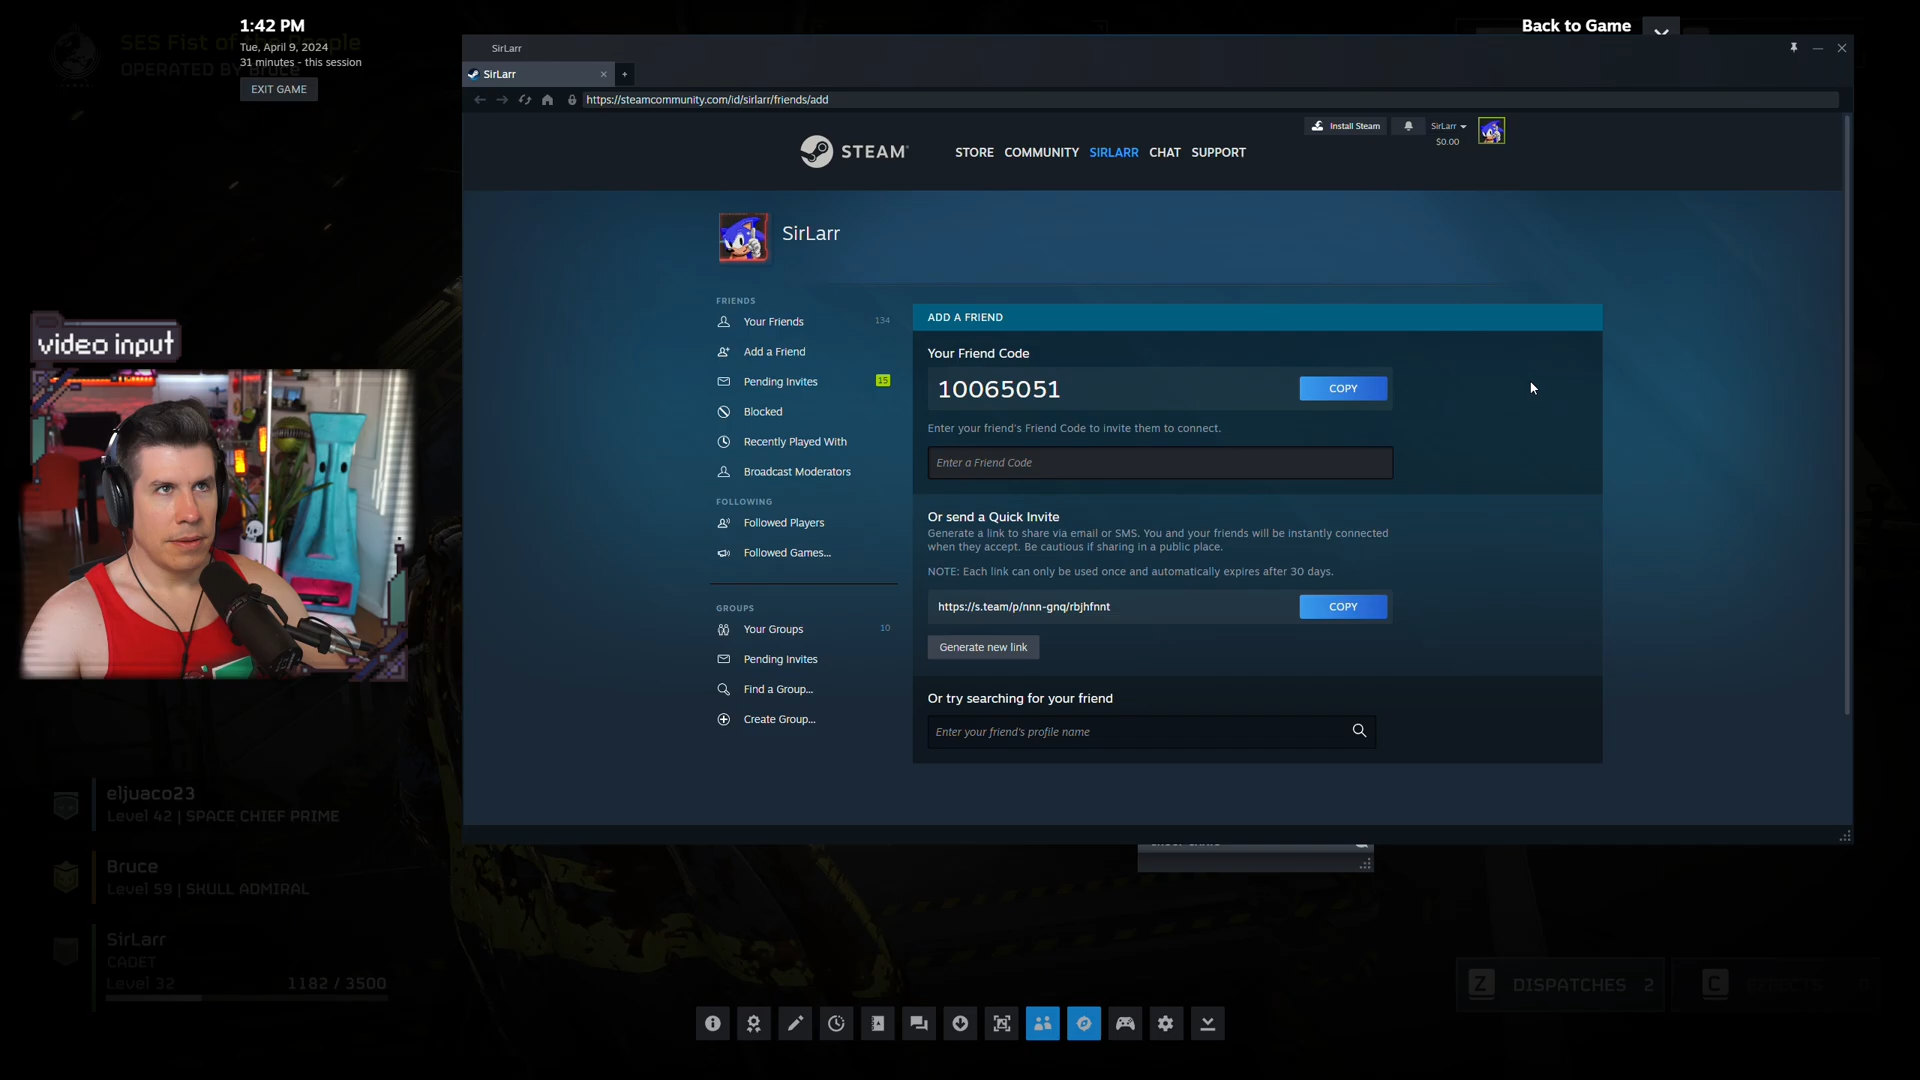 1:42 PM
Tue, April 9, 2024
31 minutes - this session
EXIT GAME
SES Fist of the People
OPERATED BY Bruce
Back to Game
SirLarr
SirLarr
https://steamcommunity.com/id/sirlarr/friends/add
Install Steam
SirLarr
$0.00
STEAM
STORE COMMUNITY SIRLARR CHAT SUPPORT
SirLarr
FRIENDS
Your Friends 134
Add a Friend
Pending Invites 15
Blocked
Recently Played With
Broadcast Moderators
FOLLOWING
Followed Players
Followed Games...
GROUPS
Your Groups 10
Pending Invites
Find a Group...
Create Group...
ADD A FRIEND
Your Friend Code
10065051 COPY
Enter your friend's Friend Code to invite them to connect.
Enter a Friend Code
Or send a Quick Invite
Generate a link to share via email or SMS. You and your friends will be instantly connected
when they accept. Be cautious if sharing in a public place.
NOTE: Each link can only be used once and automatically expires after 30 days.
https://s.team/p/nnn-gnq/rbjhfnnt COPY
Generate new link
Or try searching for your friend
Enter your friend's profile name
video input
eljuaco23
Level 42 | SPACE CHIEF PRIME
Bruce
Level 59 | SKULL ADMIRAL
SirLarr
CADET
Level 32 1182 / 3500
Z DISPATCHES 2
C